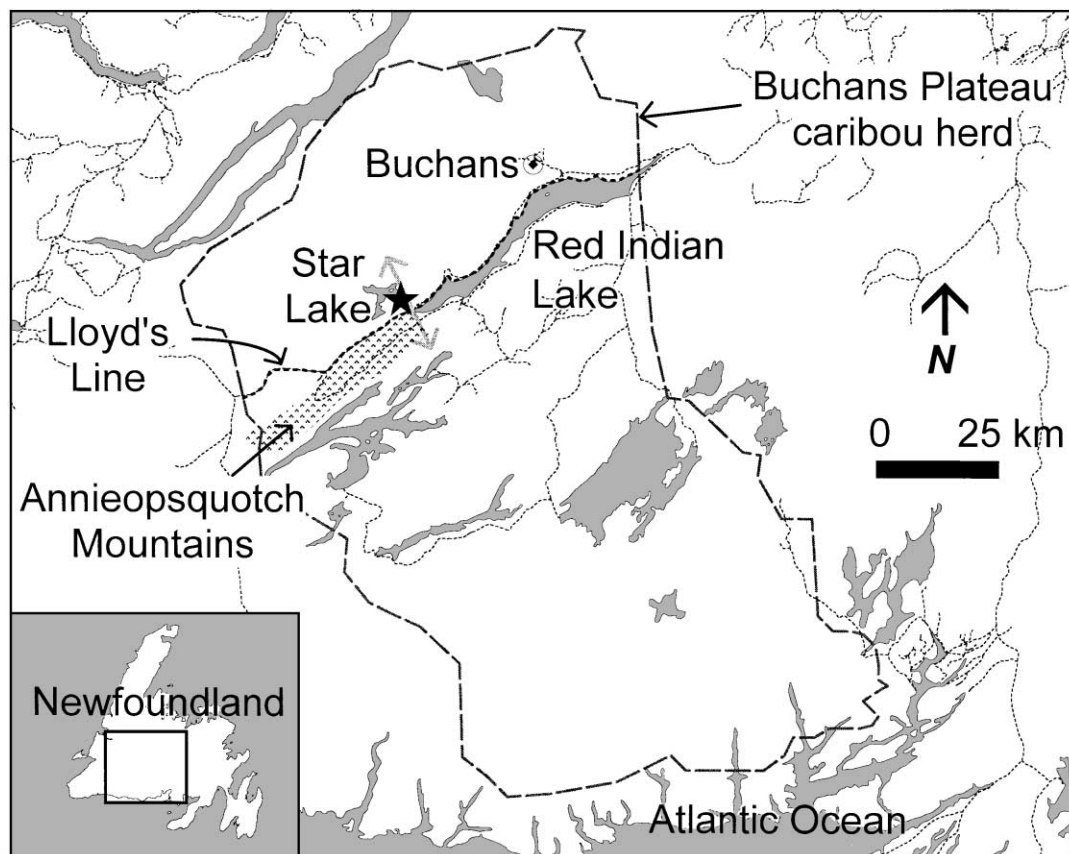 Buchans Plateau
caribou herd
Buchans
Star
Lake
Red Indian
Lake
Lloyd's
Line
N
0 25 km
Annieopsquotch
Mountains
Newfoundland
Atlantic Ocean